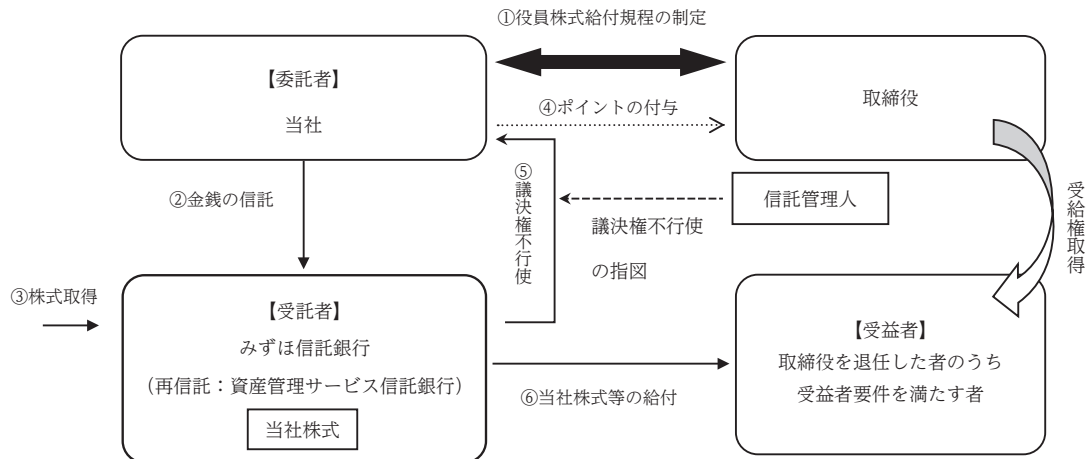 ①役員株式給付規程の制定
【委託者】
当社
取締役
④ポイントの付与
②金銭の信託
⑤議決権不行使
信託管理人
議決権不行使
の指図
受給権取得
③株式取得
【受託者】
みずほ信託銀行
（再信託：資産管理サービス信託銀行）
当社株式
⑥当社株式等の給付
【受益者】
取締役を退任した者のうち
受益者要件を満たす者